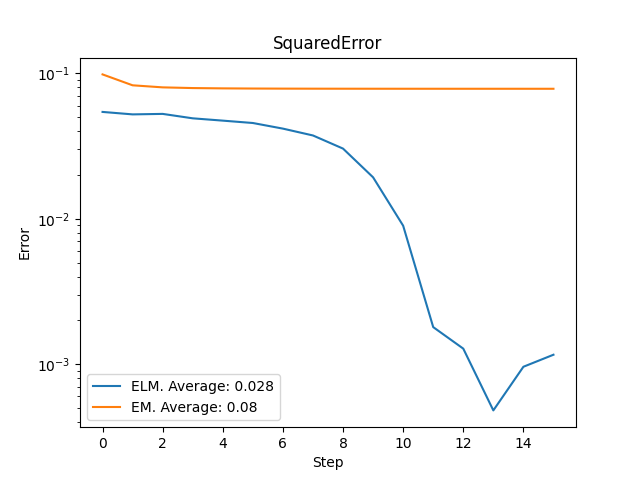 SquaredError
10⁻¹
10⁻²
10⁻³
Error
ELM. Average: 0.028
EM. Average: 0.08
0 2 4 6 8 10 12 14
Step